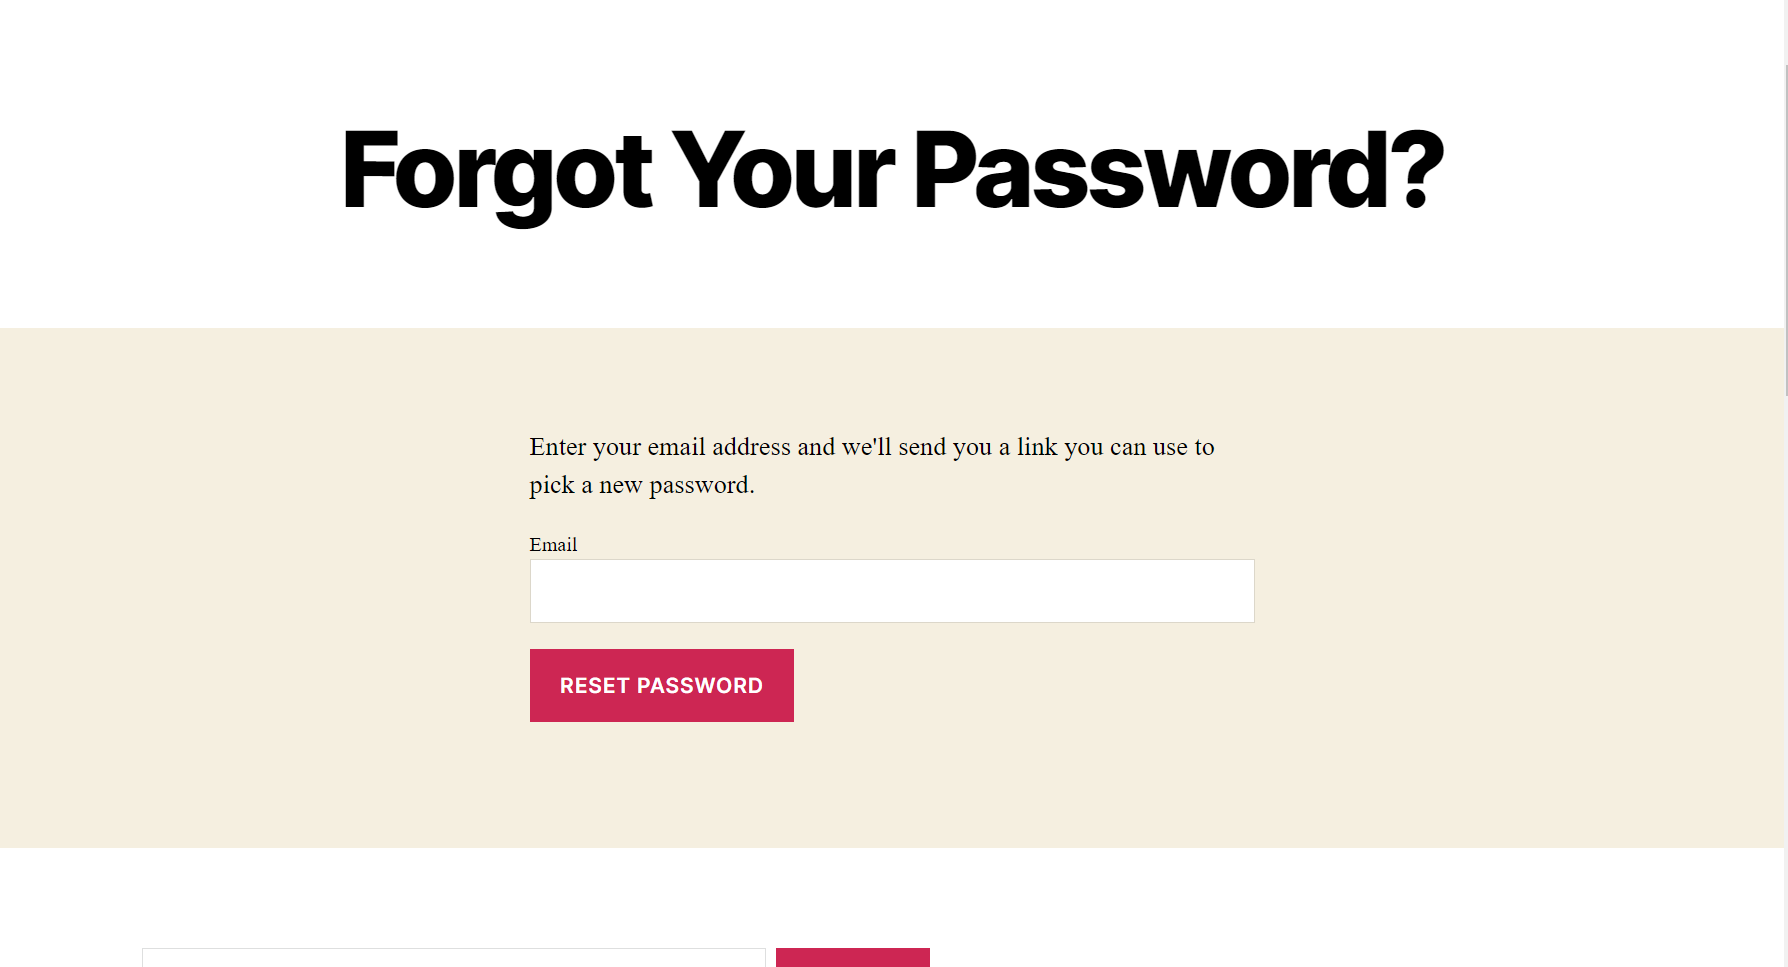 Forgot Your Password?
Enter your email address and we'll send you a link you can use to
pick a new password.
Email
RESET PASSWORD